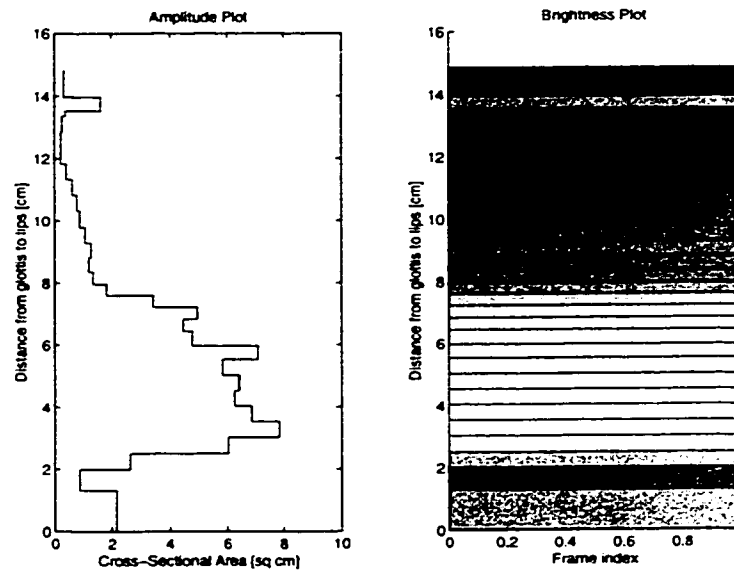 Amplitude Plot
16
14
12
10
8
6
4
2
0
0 2 4 6 8 10
Distance from glottis to lips [cm]
Cross-Sectional Area [sq cm]
Brightness Plot
16
14
12
10
8
6
4
2
0
0 0.2 0.4 0.6 0.8
Distance from glottis to lips [cm]
Frame index